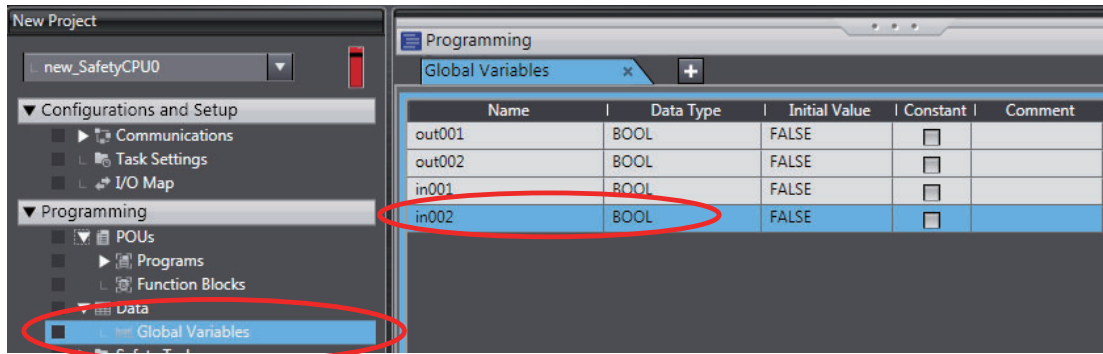 New Project
new_SafetyCPU0
Configurations and Setup
Communications
Task Settings
I/O Map
Programming
POUs
Programs
Function Blocks
Data
Global Variables
Programming
Global Variables
Name Data Type Initial Value Constant Comment
out001 BOOL FALSE
out002 BOOL FALSE
in001 BOOL FALSE
in002 BOOL FALSE